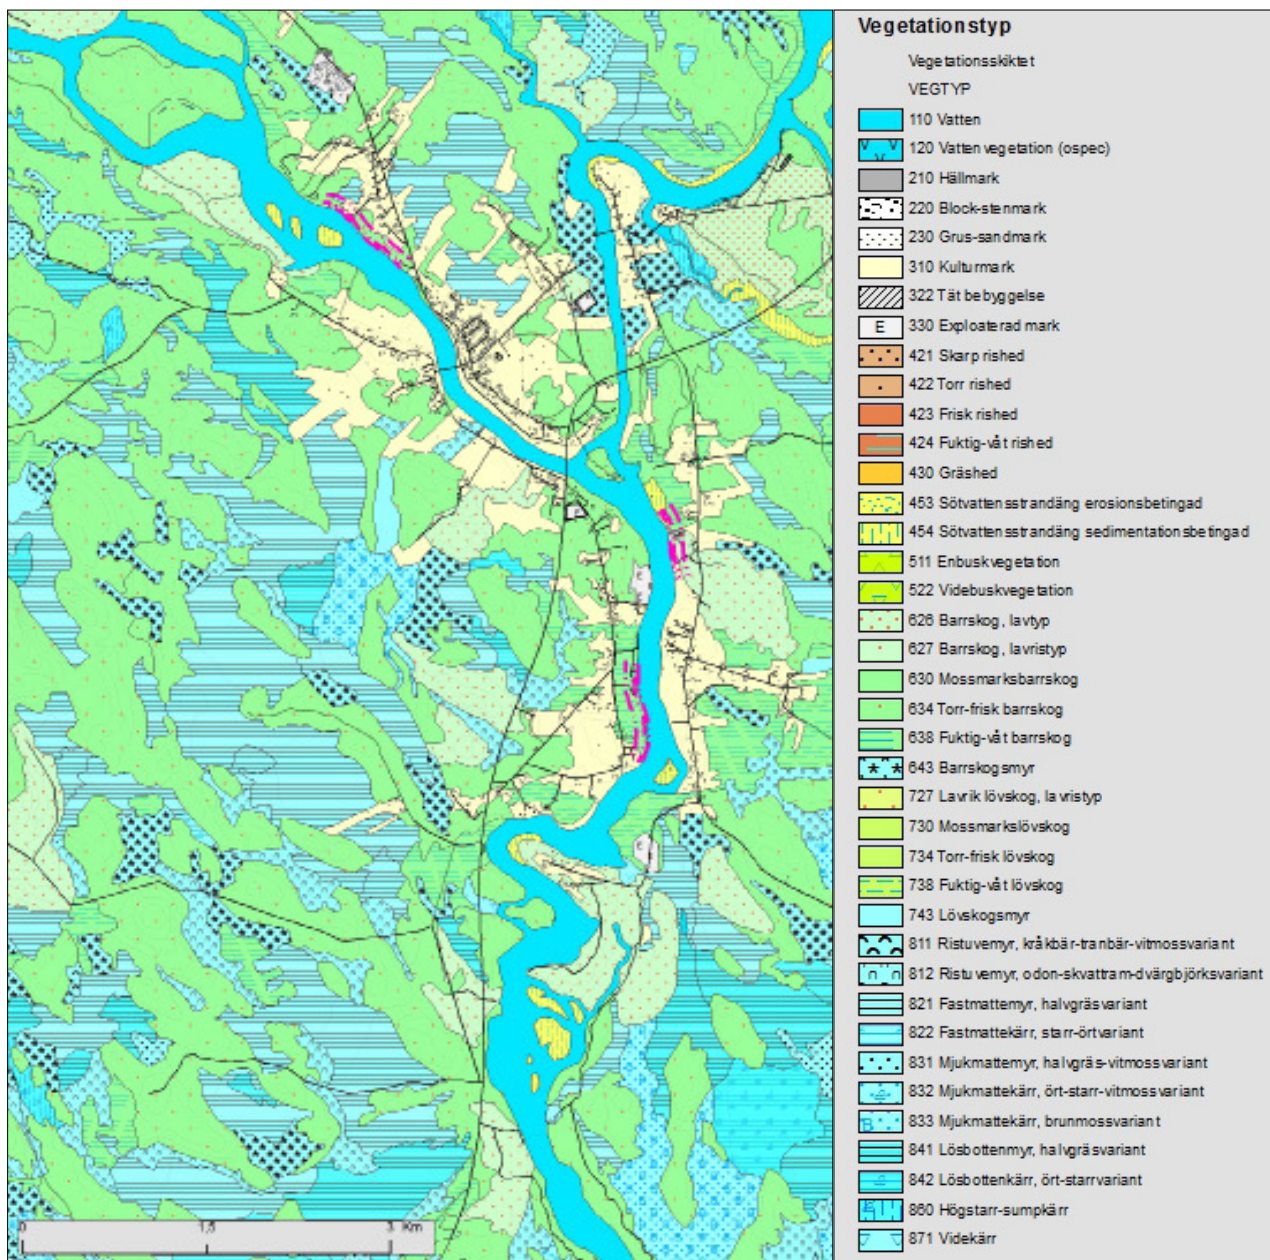 Vegetationstyp
Vegetationsskiktet
VEGTYP
110 Vatten
120 Vattenvegetation (ospec)
210 Hällmark
220 Block-stenmark
230 Grus-sandmark
310 Kulturmark
322 Tät bebyggelse
E 330 Exploaterad mark
421 Skarp rished
422 Torr rished
423 Frisk rished
424 Fuktig-våt rished
430 Gräshed
453 Sötvattensstrandäng erosionsbetingad
454 Sötvattensstrandäng sedimentationsbetingad
511 Enbuskvegetation
522 Videbuskvegetation
626 Barrskog, lavtyp
627 Barrskog, lavristyp
630 Mossmarksbarrskog
634 Torr-frisk barrskog
638 Fuktig-våt barrskog
643 Barrskogsmyr
727 Lavrik lövskog, lavristyp
730 Mossmarkslövskog
734 Torr-frisk lövskog
738 Fuktig-våt lövskog
743 Lövskogsmyr
811 Ristuvemyr, kråkbär-tranbär-vitmossvariant
812 Ristuvemyr, odon-skvattram-dvärgbjörksvariant
821 Fastmattemyr, halvgräsvariant
822 Fastmattekärr, starr-örtvariant
831 Mjukmattemyr, halvgräs-vitmossvariant
832 Mjukmattekärr, ört-starr-vitmossvariant
833 Mjukmattekärr, brunmossvariant
841 Lösbottenmyr, halvgräsvariant
842 Lösbottenkärr, ört-starrvariant
860 Högstarr-sumpkärr
871 Videkärr
0 1,5 3 Km